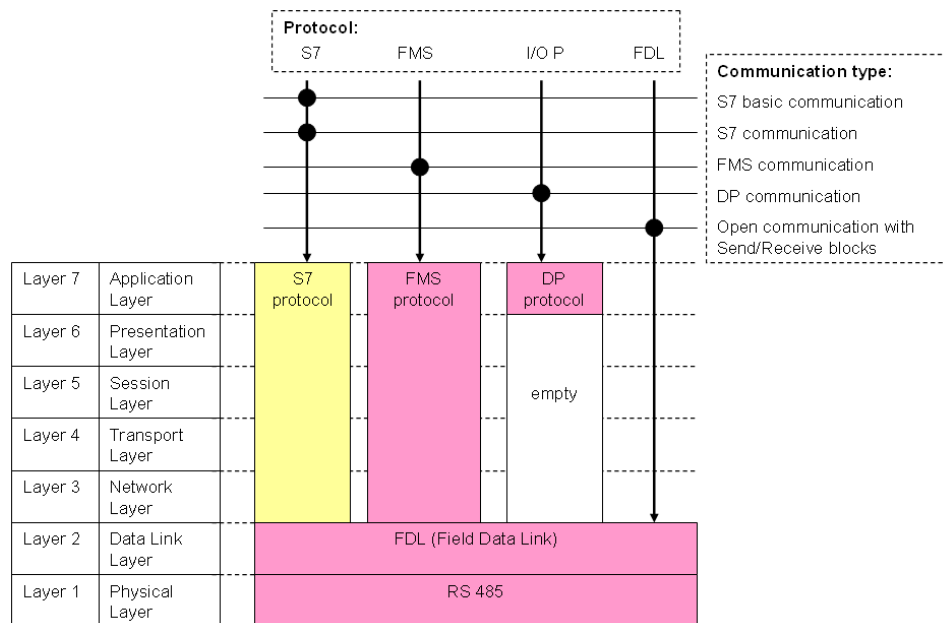 Protocol:
S7 FMS I/O P FDL
Communication type:
S7 basic communication
S7 communication
FMS communication
DP communication
Open communication with
Send/Receive blocks
Layer 7 Application
Layer
S7
protocol
FMS
protocol
DP
protocol
Layer 6 Presentation
Layer
Layer 5 Session
Layer
empty
Layer 4 Transport
Layer
Layer 3 Network
Layer
Layer 2 Data Link
Layer
FDL (Field Data Link)
Layer 1 Physical
Layer
RS 485